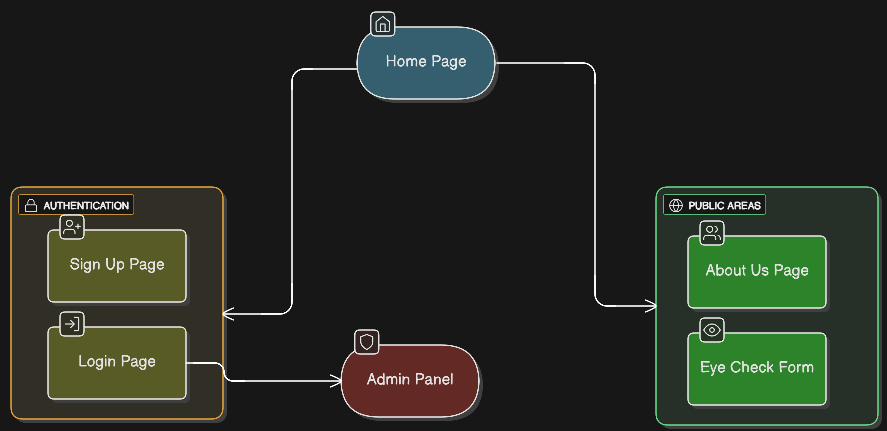 Home Page
AUTHENTICATION
Sign Up Page
Login Page
Admin Panel
PUBLIC AREAS
About Us Page
Eye Check Form